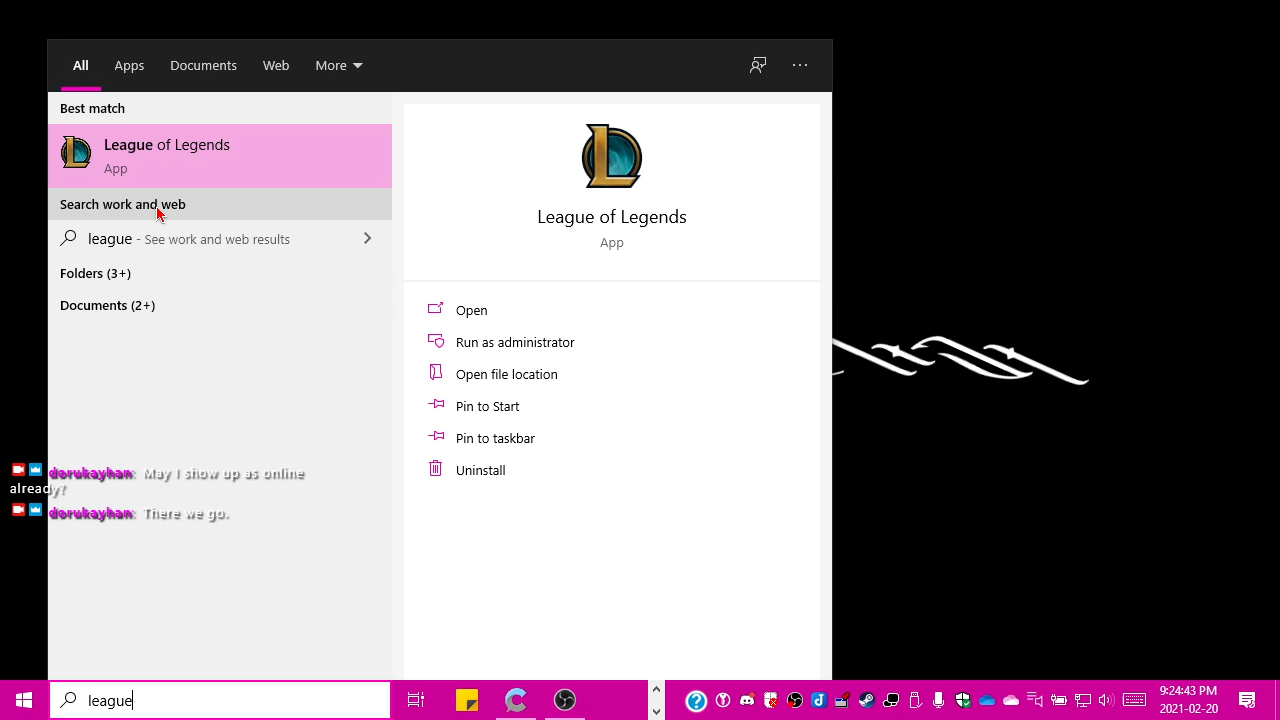 All Apps Documents Web More
Best match
League of Legends
App
Search work and web
league - See work and web results
Folders (3+)
Documents (2+)
League of Legends
App
Open
Run as administrator
Open file location
Pin to Start
Pin to taskbar
Uninstall
dorukayhan: May I show up as online
already?
dorukayhan: There we go.
league
9:24:43 PM
2021-02-20